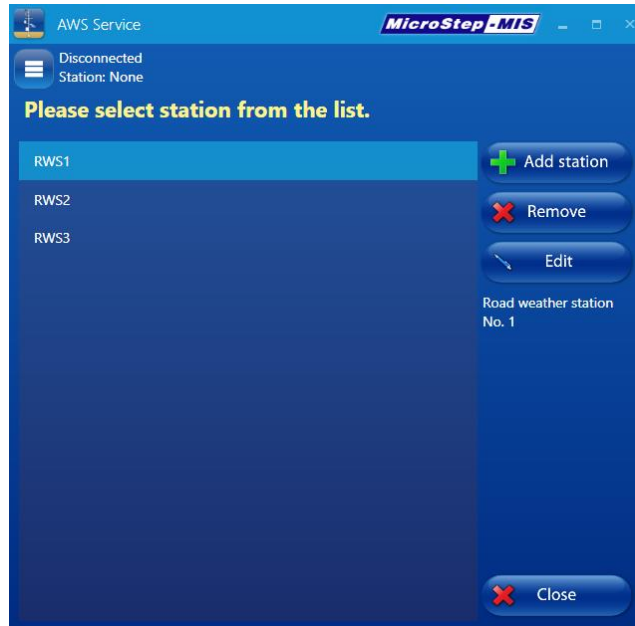 AWS Service
MicroStep-MIS
Disconnected
Station: None
Please select station from the list.
RWS1
RWS2
RWS3
Add station
Remove
Edit
Road weather station
No. 1
Close